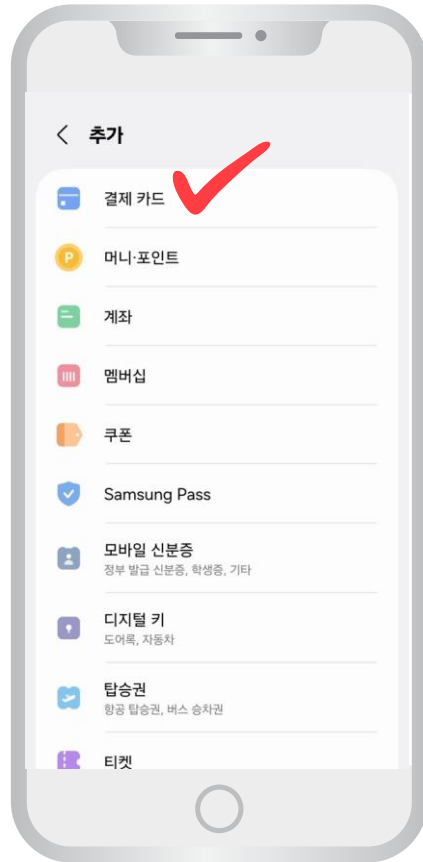 추가
결제 카드
머니·포인트
계좌
멤버십
쿠폰
Samsung Pass
모바일 신분증
정부 발급 신분증, 학생증, 기타
디지털 키
도어록, 자동차
탑승권
항공 탑승권, 버스 승차권
티켓